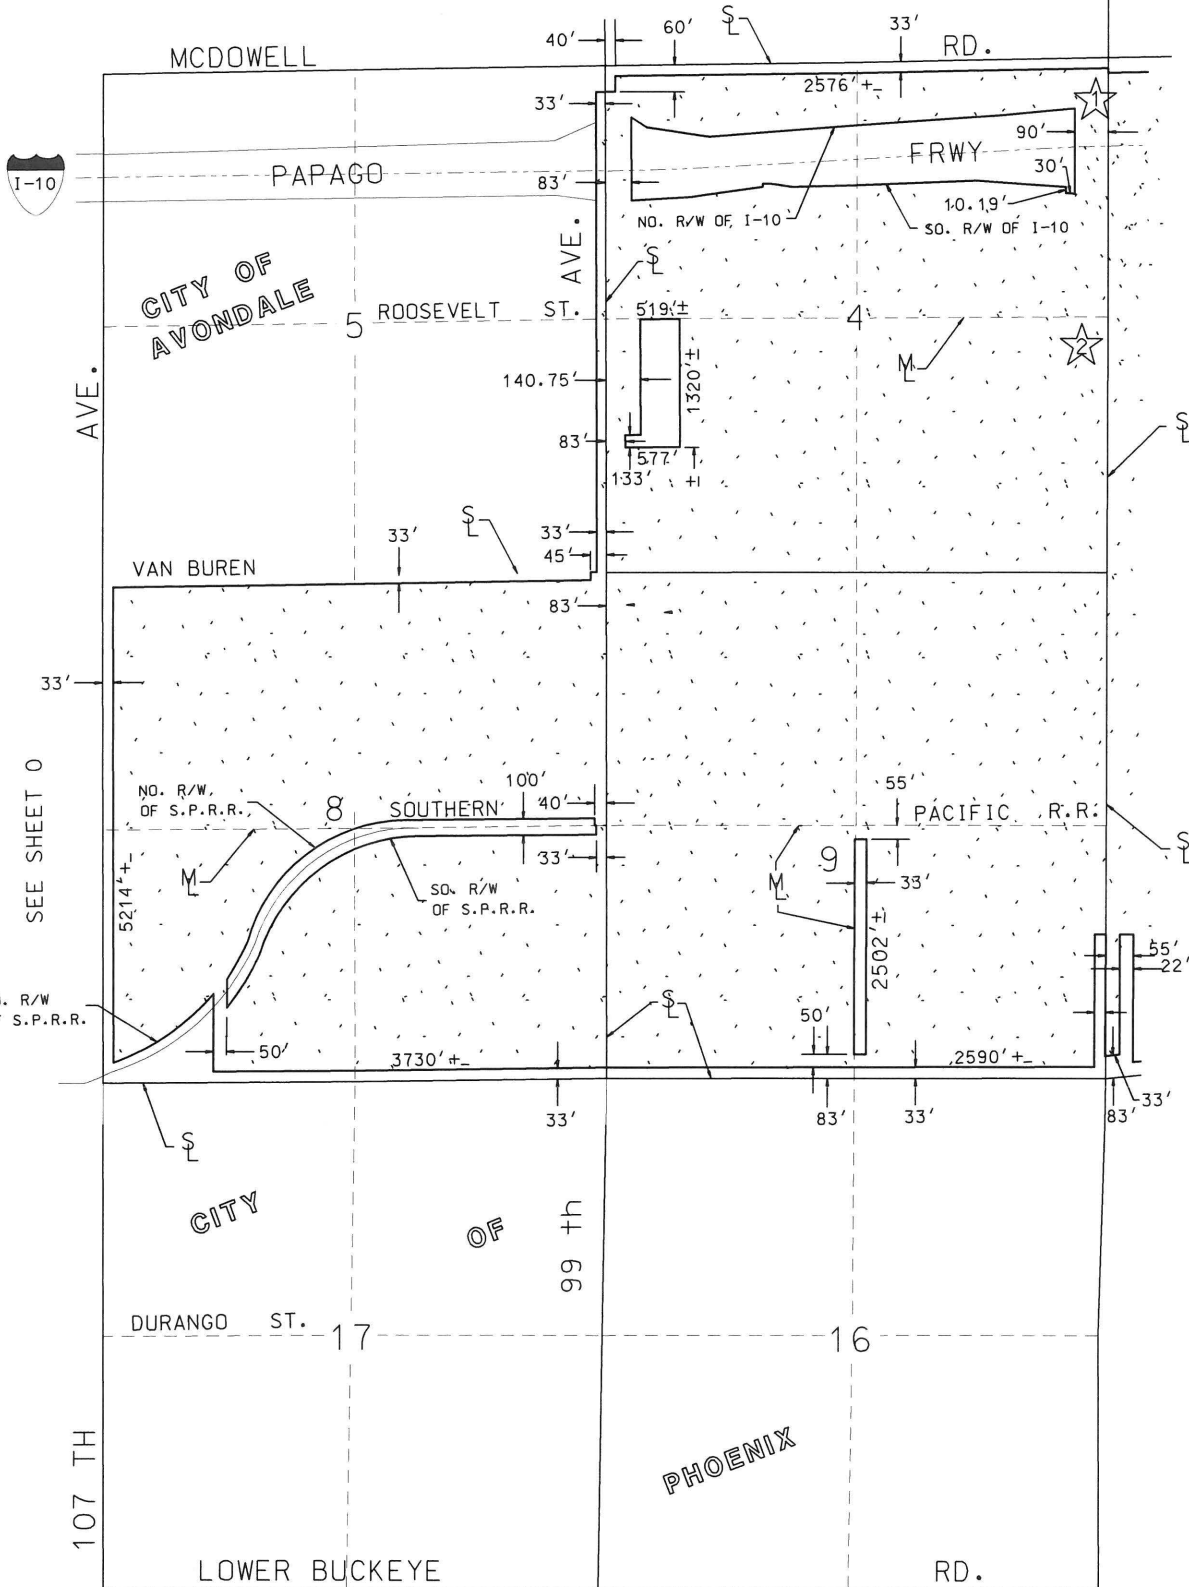 40' 60' S L 33'
MCDOWELL RD.
2576'+-
33' 1
90'
I-10 PAPAGO FRWY
30'
83'
10.19'
NO. R/W OF I-10
SO. R/W OF I-10
AVE.
S L
CITY OF
AVONDALE
ROOSEVELT ST.
5
519'±
4
2
M L
140.75'
1320'±
AVE.
83'
577' ±
133'
S L
S L
33'
33'
45'
VAN BUREN
83'
33'
SEE SHEET O
NO. R/W
OF S.P.R.R.
8 SOUTHERN
100'
40'
55'
PACIFIC R.R.
M L
33'
S L
9
M L
33'
SO. R/W
OF S.P.R.R.
5214'+-
2502'±
55'
22'
R/W
S.P.R.R.
S L
50'
50'
3730'+-
2590'+-
33'
33'
83'
33'
83'
S L
CITY OF
99 th
DURANGO ST.
17
16
PHOENIX
107 TH
LOWER BUCKEYE RD.